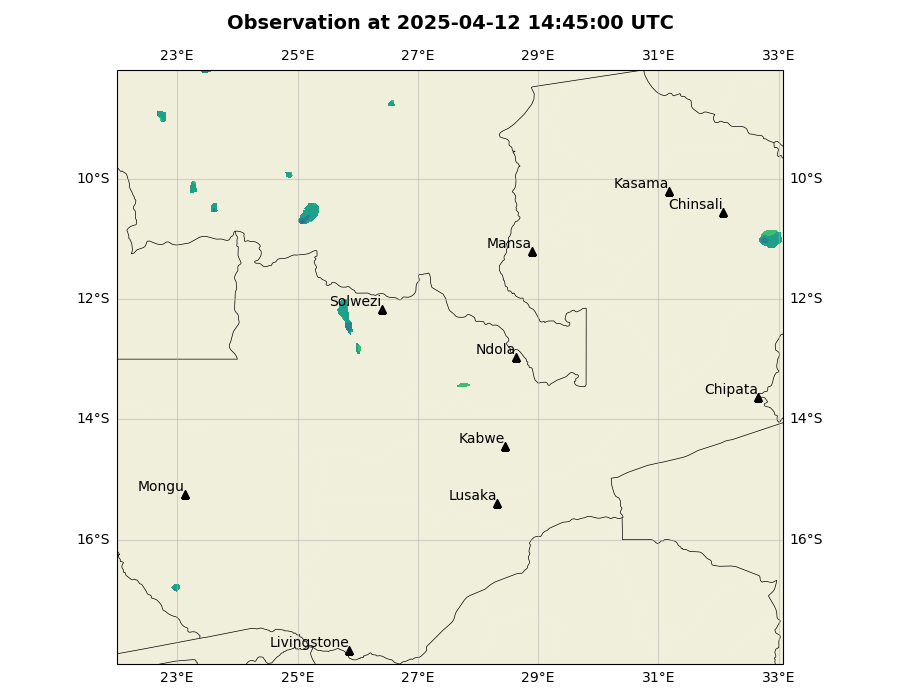 Observation at 2025-04-12 14:45:00 UTC
23°E 25°E 27°E 29°E 31°E 33°E
10°S Kasama 10°S
Chinsali
Mansa
12°S Solwezi 12°S
Ndola
Chipata
14°S 14°S
Kabwe
Mongu
Lusaka
16°S 16°S
Livingstone
23°E 25°E 27°E 29°E 31°E 33°E